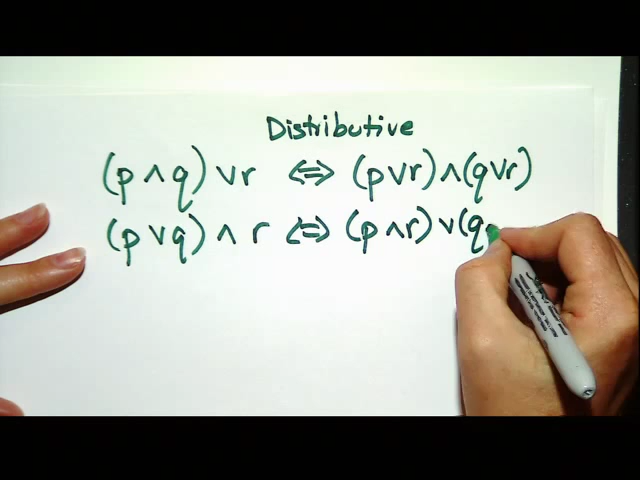 Distributive
(p ∧ q) ∨ r ⇔ (p ∨ r) ∧ (q ∨ r)
(p ∨ q) ∧ r ⇔ (p ∧ r) ∨ (q